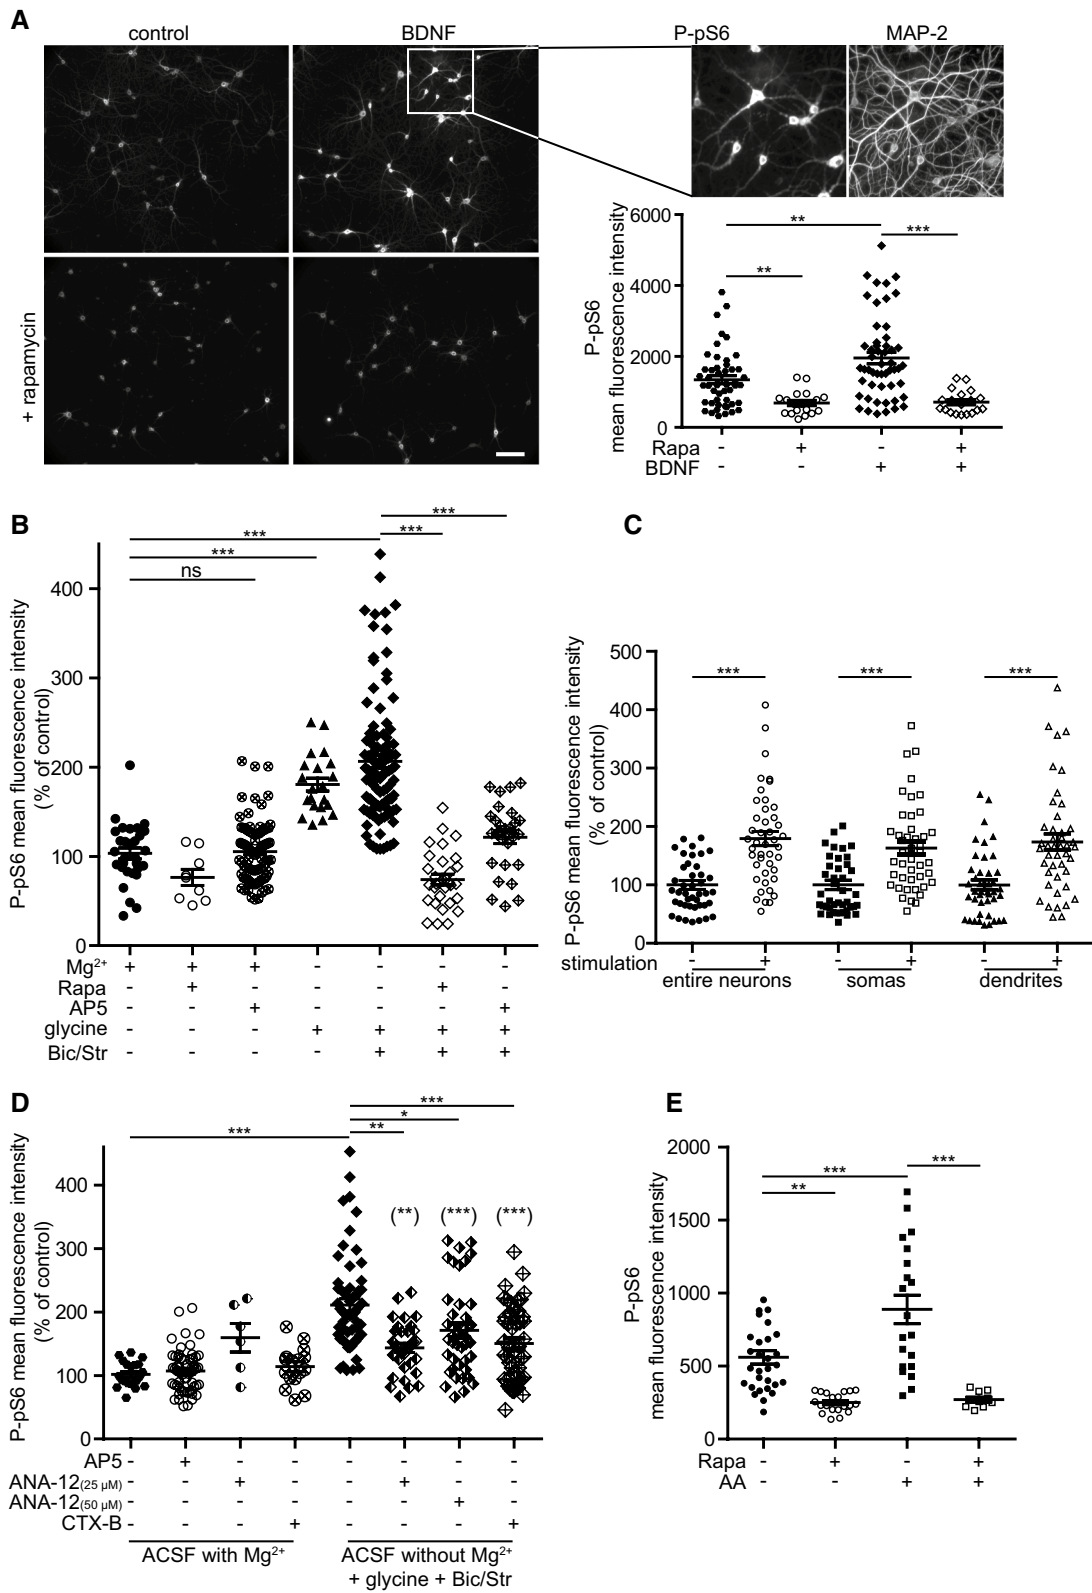 A
control BDNF P-pS6 MAP-2
+ rapamycin
P-pS6
mean fluorescence intensity
6000
4000
2000
0
** ***
**
Rapa - + - +
BDNF - - + +
B
P-pS6 mean fluorescence intensity
(% of control)
400
300
200
100
0
***
*** ***
***
ns
Mg2+ + + + - - - -
Rapa - + - - - + -
AP5 - - + - - - +
glycine - - - + + + +
Bic/Str - - - - + + +
C
P-pS6 mean fluorescence intensity
(% of control)
500
400
300
200
100
0
*** *** ***
stimulation - + - + - +
entire neurons somas dendrites
D
P-pS6 mean fluorescence intensity
(% of control)
400
300
200
100
0
***
*
*** **
(**) (***) (***)
AP5 - + - - - - - -
ANA-12(25 µM) - - + - - + - -
ANA-12(50 µM) - - - - - - + -
CTX-B - - - + - - - +
ACSF with Mg2+ ACSF without Mg2+
+ glycine + Bic/Str
E
P-pS6
mean fluorescence intensity
2000
1500
1000
500
0
*** ***
**
Rapa - + - +
AA - - + +